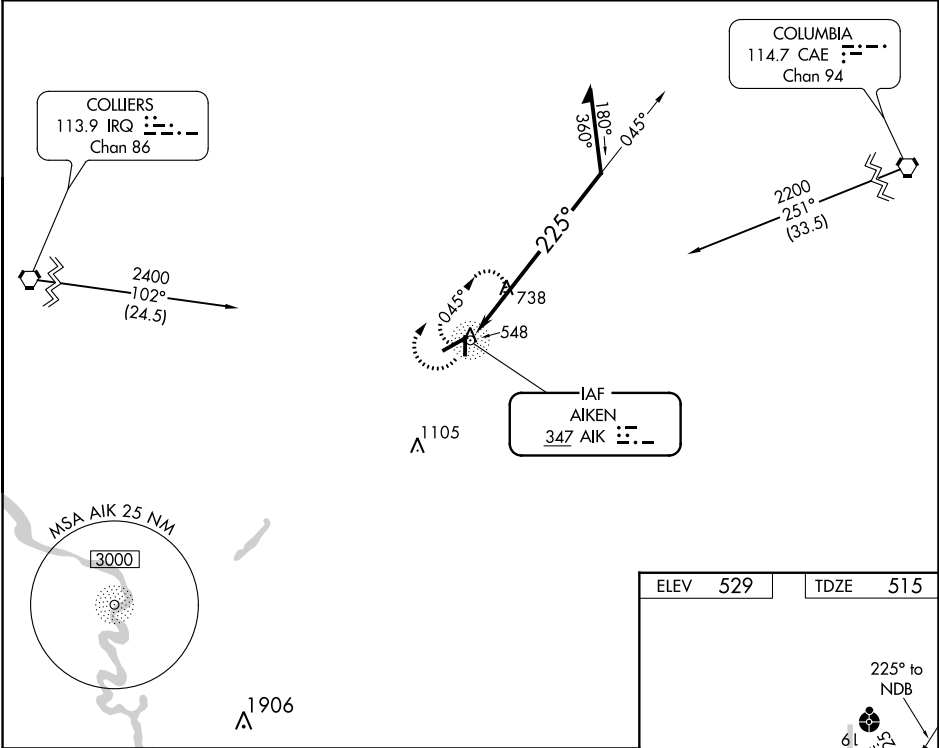 COLUMBIA
114.7 CAE
Chan 94
COLLIERS
113.9 IRQ
Chan 86
180°
360°
045°
225°
2200
251°
(33.5)
2400
102°
(24.5)
045°
738
548
IAF
AIKEN
347 AIK
1105
MSA AIK 25 NM
3000
1906
ELEV 529
TDZE 515
225° to
NDB